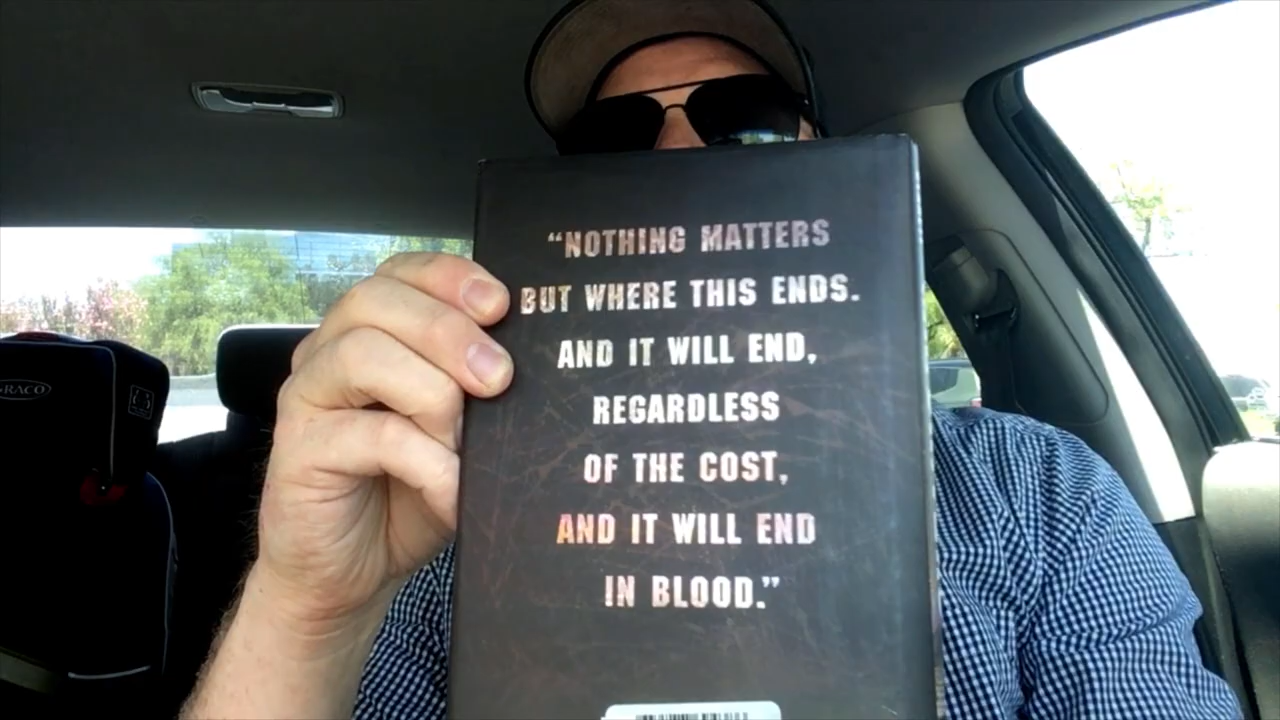 “NOTHING MATTERS
BUT WHERE THIS ENDS.
AND IT WILL END,
REGARDLESS
OF THE COST,
AND IT WILL END
IN BLOOD.”
GRACO